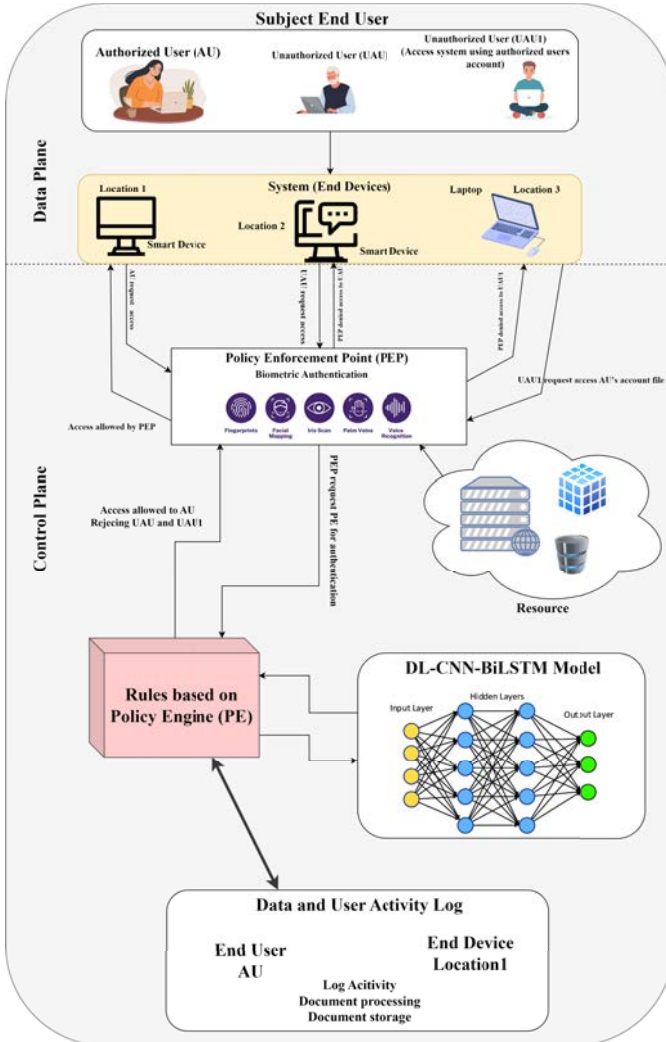 Subject End User
Authorized User (AU)
Unauthorized User (UAU)
Unauthorized User (UAU1)
(Access system using authorized users
account)
Data Plane
System (End Devices)
Location 1
Smart Device
Location 2
Smart Device
Laptop
Location 3
AU request access
UAU request access
PEP denied access to UAU
PEP denied access to UAU1
UAU1 request access AU's account file
Access allowed by PEP
Policy Enforcement Point (PEP)
Biometric Authentication
Fingerprints
Facial
Mapping
Iris Scan
Palm Veins
Voice
Recognition
Control Plane
Access allowed to AU
Rejecing UAU and UAU1
PEP request PE for authentication
Resource
Rules based on
Policy Engine (PE)
DL-CNN-BiLSTM Model
Input Layer
Hidden Layers
Output Layer
Data and User Activity Log
End User
AU
End Device
Location1
Log Acitivity
Document processing
Document storage